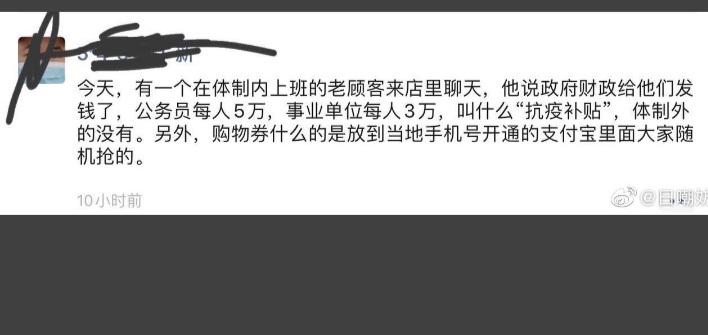 新
今天，有一个在体制内上班的老顾客来店里聊天，他说政府财政给他们发
钱了，公务员每人5万，事业单位每人3万，叫什么“抗疫补贴”，体制外
的没有。另外，购物券什么的是放到当地手机号开通的支付宝里面大家随
机抢的。
10小时前
@日嘲